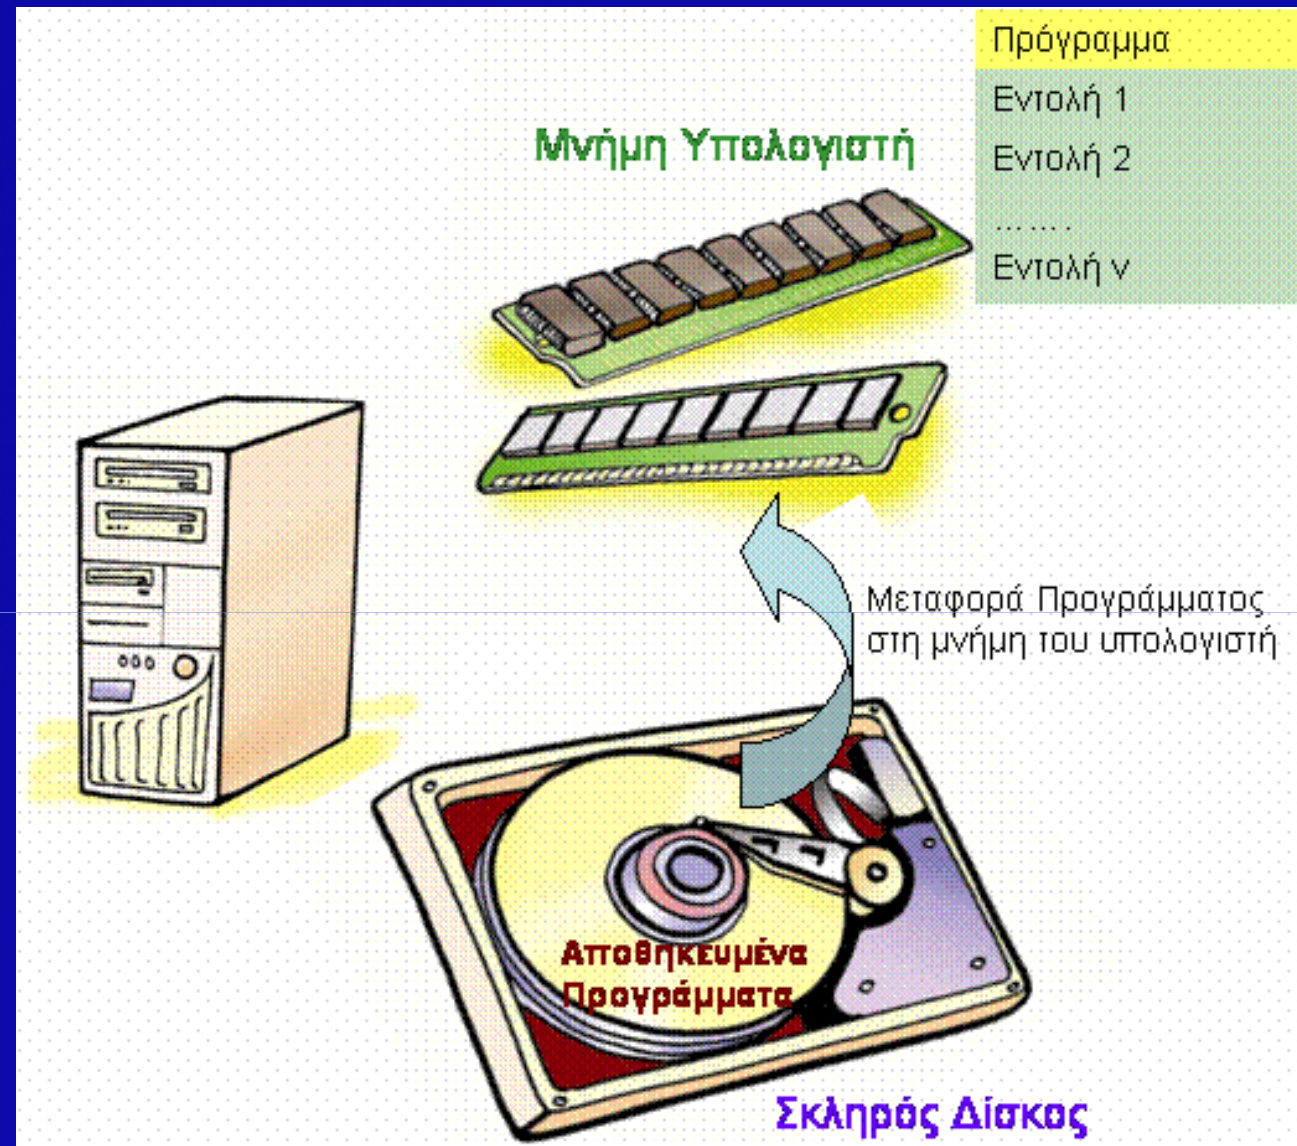 Πρόγραμμα
Εντολή 1
Εντολή 2
.......
Εντολή ν
Μνήμη Υπολογιστή
Μεταφορά Προγράμματος
στη μνήμη του υπολογιστή
Αποθηκευμένα
Προγράμματα
Σκληρός Δίσκος